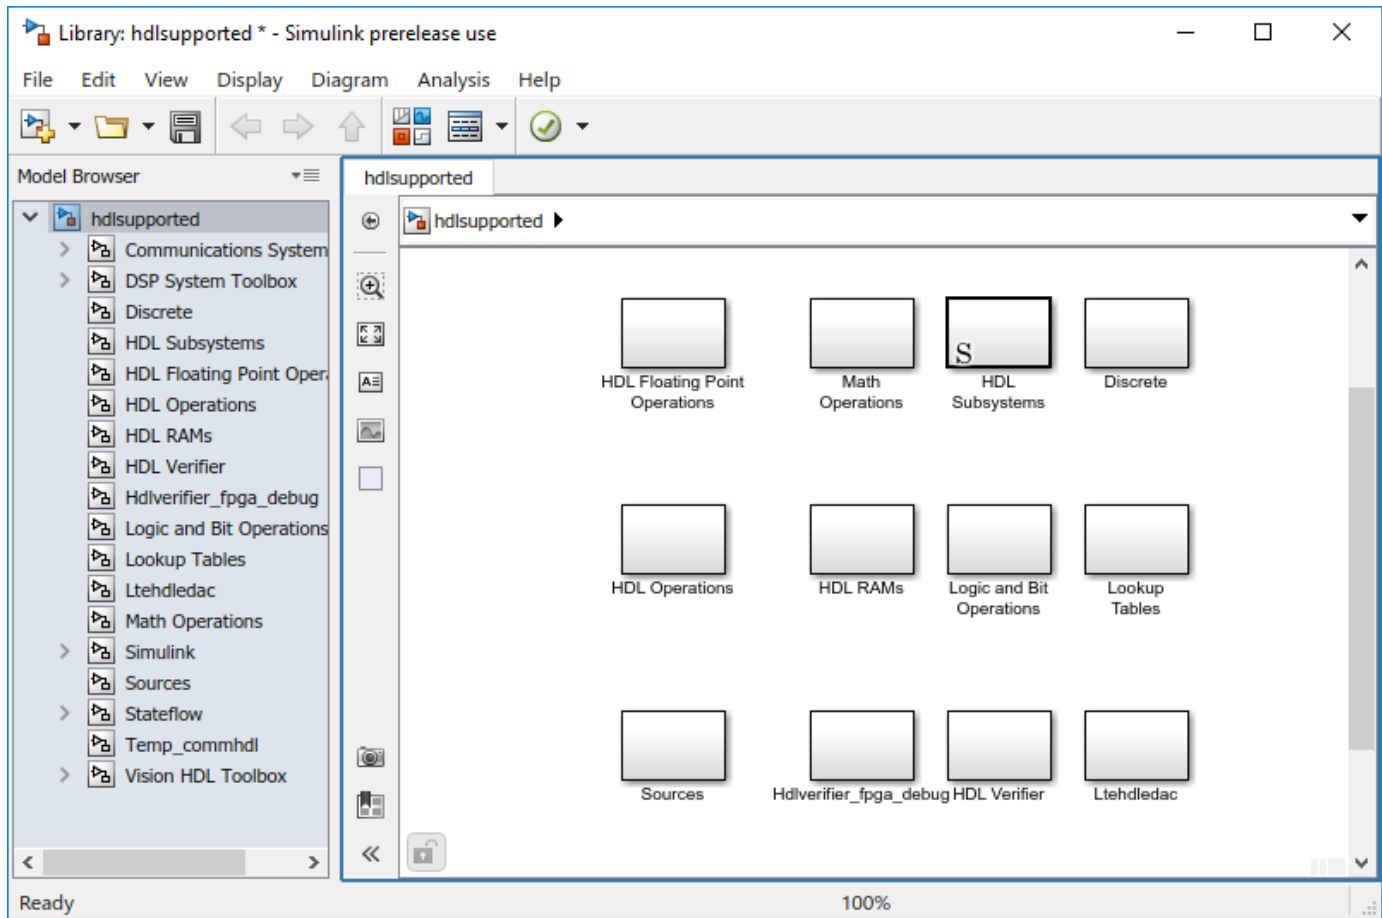 Library: hdlsupported * - Simulink prerelease use
File Edit View Display Diagram Analysis Help
Model Browser
hdlsupported
Communications System
DSP System Toolbox
Discrete
HDL Subsystems
HDL Floating Point Oper
HDL Operations
HDL RAMs
HDL Verifier
Hdlverifier_fpga_debug
Logic and Bit Operations
Lookup Tables
Ltehdledac
Math Operations
Simulink
Sources
Stateflow
Temp_commhdl
Vision HDL Toolbox
hdlsupported
hdlsupported
S
HDL Floating Point
Operations
Math
Operations
HDL
Subsystems
Discrete
HDL Operations
HDL RAMs
Logic and Bit
Operations
Lookup
Tables
Sources
Hdlverifier_fpga_debug
HDL Verifier
Ltehdledac
Ready
100%